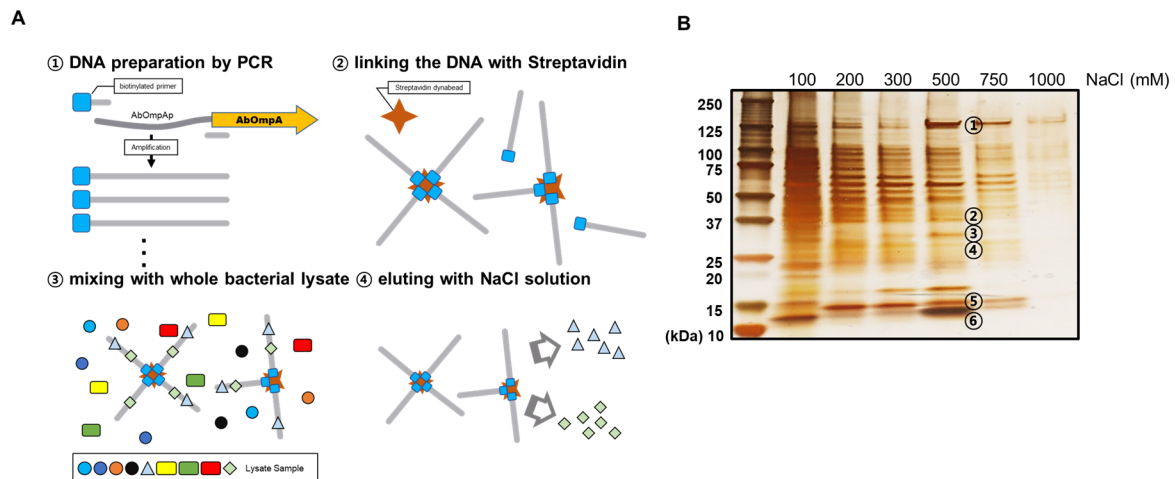 A
① DNA preparation by PCR
biotinylated primer
AbOmpAp
AbOmpA
Amplification
② linking the DNA with Streptavidin
Streptavidin dynabead
③ mixing with whole bacterial lysate
Lysate Sample
④ eluting with NaCl solution
B
100 200 300 500 750 1000 NaCl (mM)
250
125
100
75
50
37
25
20
15
(kDa) 10
①
②
③
④
⑤
⑥